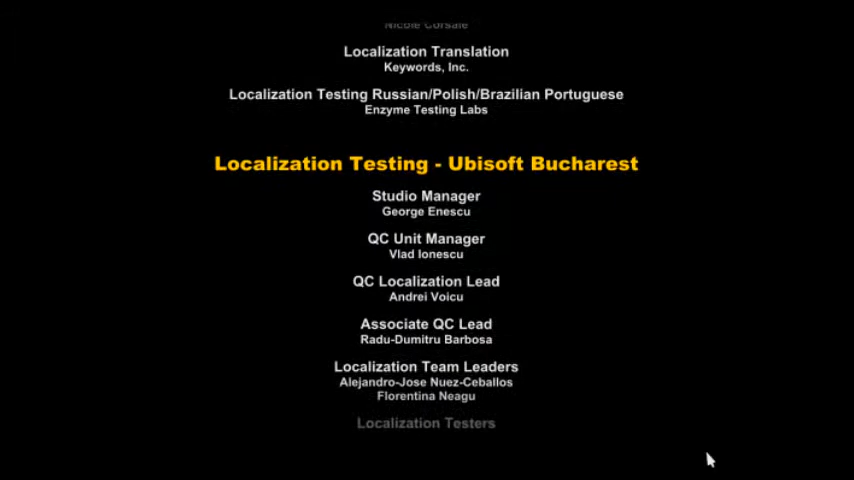 Nicole Corsale
Localization Translation
Keywords, Inc.
Localization Testing Russian/Polish/Brazilian Portuguese
Enzyme Testing Labs
Localization Testing - Ubisoft Bucharest
Studio Manager
George Enescu
QC Unit Manager
Vlad Ionescu
QC Localization Lead
Andrei Voicu
Associate QC Lead
Radu-Dumitru Barbosa
Localization Team Leaders
Alejandro-Jose Nuez-Ceballos
Florentina Neagu
Localization Testers